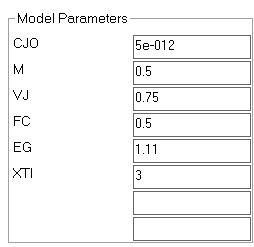 Model Parameters
CJO 5e-012
M 0.5
VJ 0.75
FC 0.5
EG 1.11
XTI 3